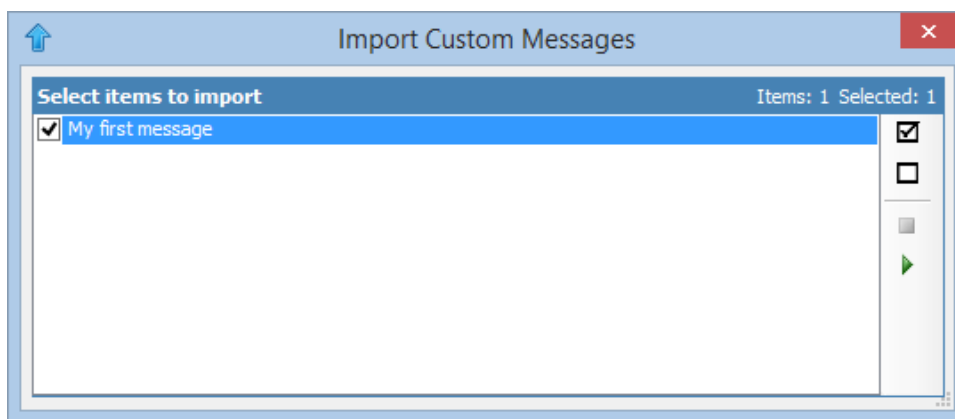 Import Custom Messages
Select items to import Items: 1 Selected: 1
My first message